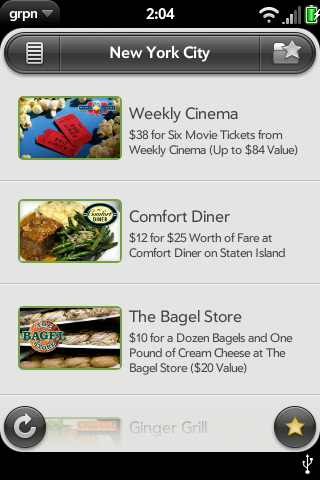 grpn
2:04
New York City
Weekly Cinema
$38 for Six Movie Tickets from
Weekly Cinema (Up to $84 Value)
Comfort Diner
$12 for $25 Worth of Fare at
Comfort Diner on Staten Island
THE
BAGEL
STORE
The Bagel Store
$10 for a Dozen Bagels and One
Pound of Cream Cheese at The
Bagel Store ($20 Value)
Ginger Grill